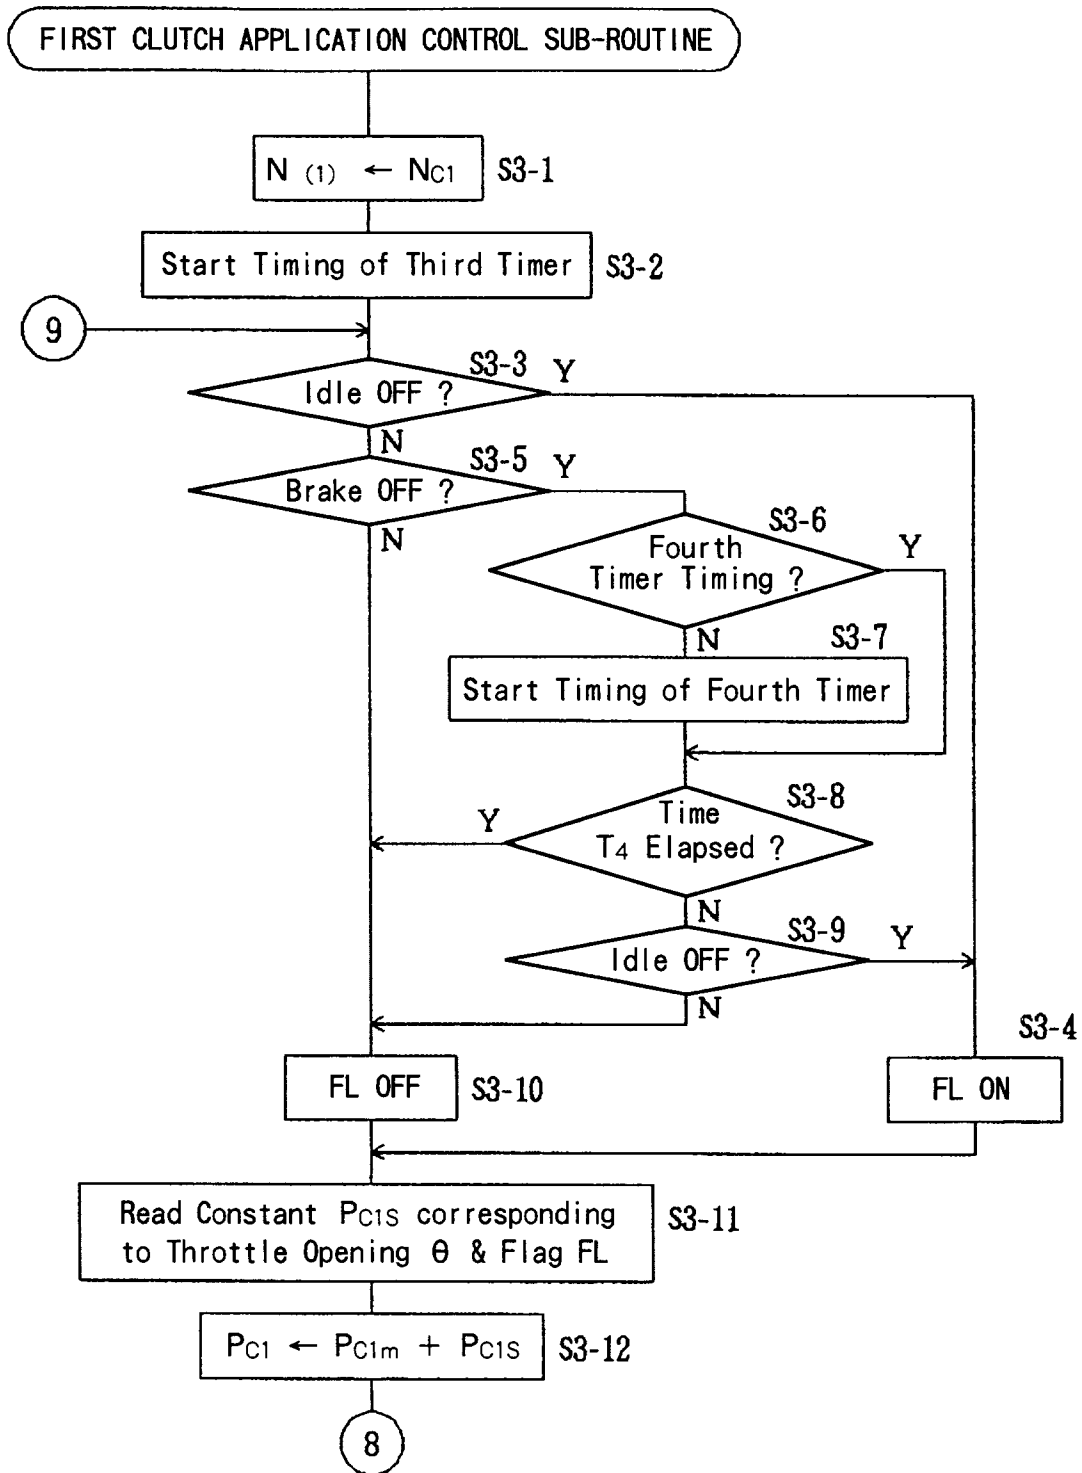 FIRST CLUTCH APPLICATION CONTROL SUB-ROUTINE
N (1) ← NC1
S3-1
Start Timing of Third Timer
S3-2
9
S3-3
Y
Idle OFF ?
N
S3-5
Y
Brake OFF ?
N
S3-6
Y
Fourth
Timer Timing ?
N
S3-7
Start Timing of Fourth Timer
S3-8
Y
Time
T4 Elapsed ?
N
S3-9
Y
Idle OFF ?
N
S3-4
FL OFF
S3-10
FL ON
Read Constant PC1S corresponding
to Throttle Opening θ & Flag FL
S3-11
PC1 ← PC1m + PC1S
S3-12
8